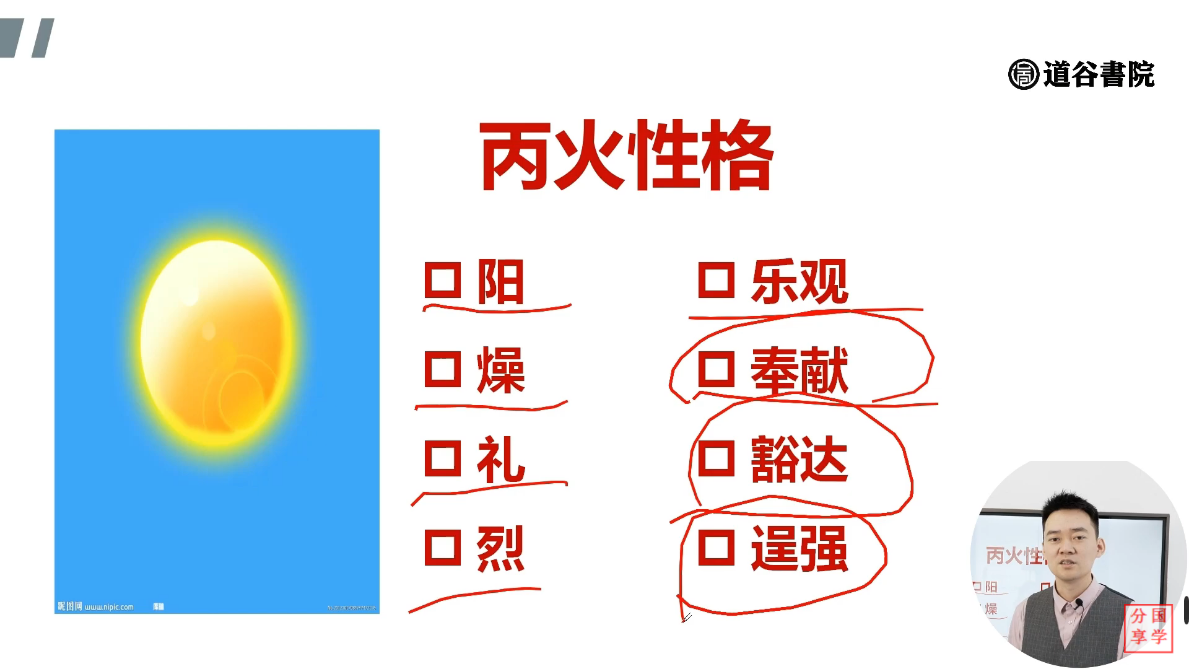 道谷書院
丙火性格
阳
燥
礼
烈
乐观
奉献
豁达
逞强
昵图网 www.nipic.com
丙火性
阳
燥
分国
享学